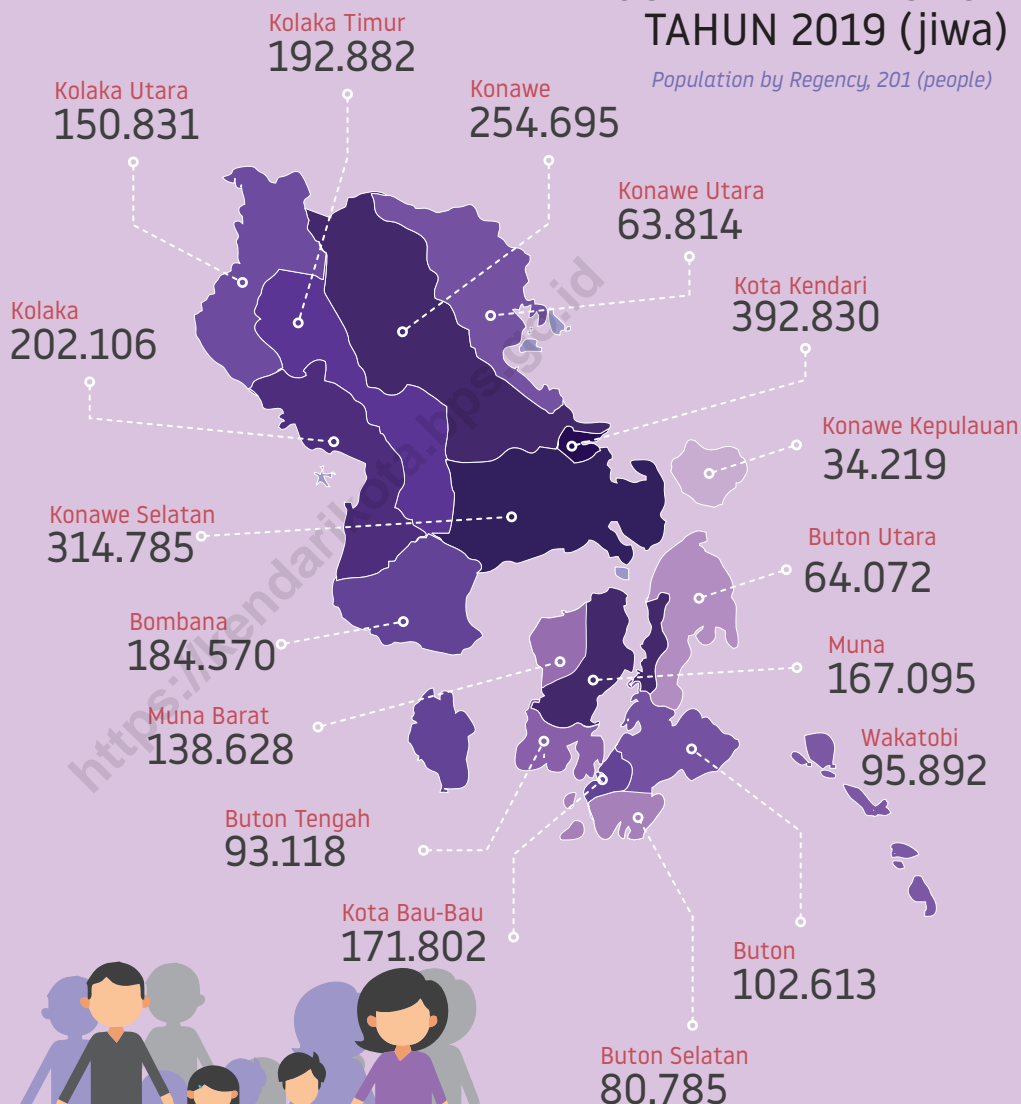 TAHUN 2019 (jiwa)
Population by Regency, 201 (people)
Kolaka Timur
192.882
Kolaka Utara
150.831
Konawe
254.695
Konawe Utara
63.814
Kota Kendari
392.830
Kolaka
202.106
Konawe Kepulauan
34.219
Konawe Selatan
314.785
Buton Utara
64.072
Bombana
184.570
Muna
167.095
Muna Barat
138.628
Wakatobi
95.892
Buton Tengah
93.118
Kota Bau-Bau
171.802
Buton
102.613
Buton Selatan
80.785
https://kendarikota.bps.go.id